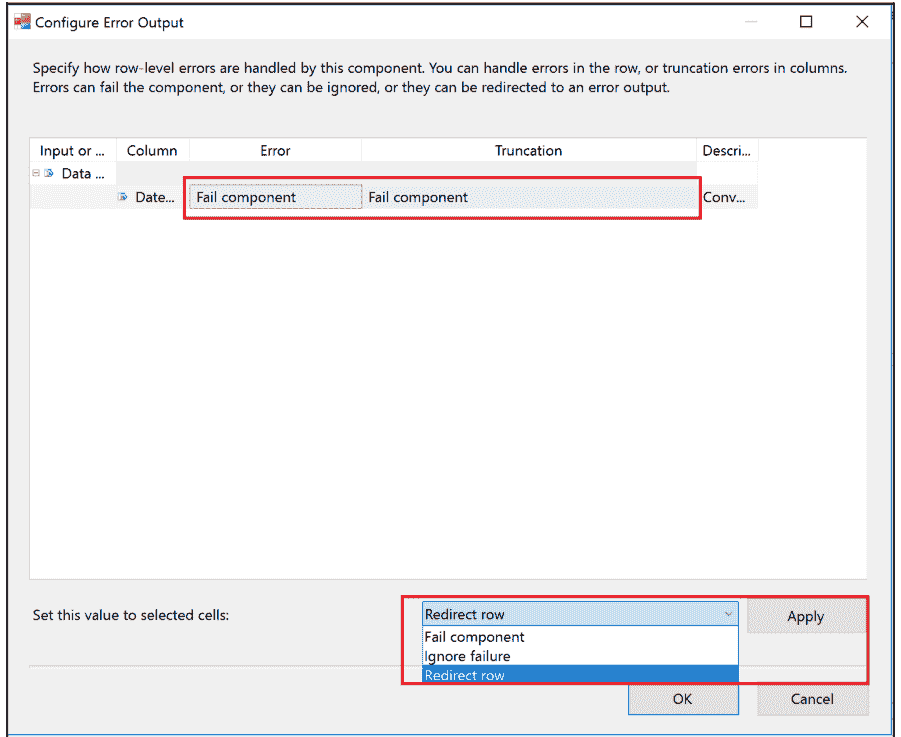 Configure Error Output
Specify how row-level errors are handled by this component. You can handle errors in the row, or truncation errors in columns.
Errors can fail the component, or they can be ignored, or they can be redirected to an error output.
Input or ... Column Error Truncation Descri...
Data ...
Date... Fail component Fail component Conv...
Set this value to selected cells: Redirect row Apply
Fail component
Ignore failure
Redirect row
OK Cancel